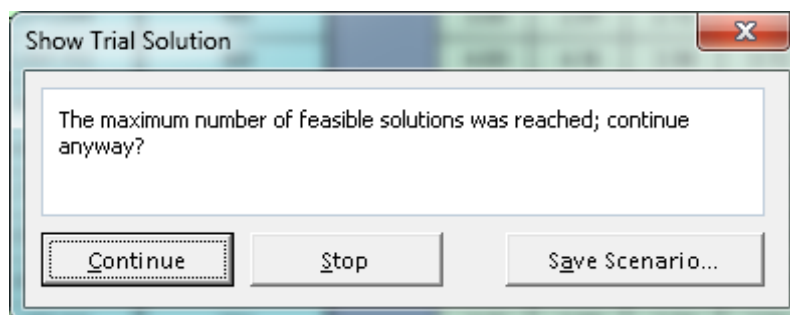 Show Trial Solution
The maximum number of feasible solutions was reached; continue
anyway?
Continue
Stop
Save Scenario...